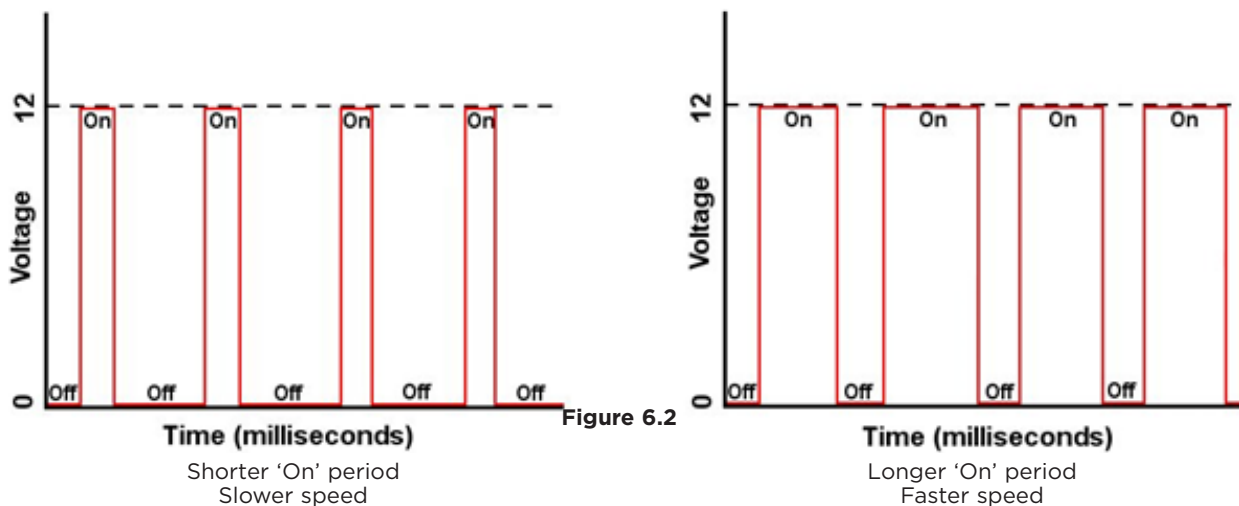 12
On On On On
Voltage
Off Off Off Off Off
0
Time (milliseconds)
Shorter ‘On’ period
Slower speed
Figure 6.2
12
On On On On
Voltage
Off Off Off Off
0
Time (milliseconds)
Longer ‘On’ period
Faster speed